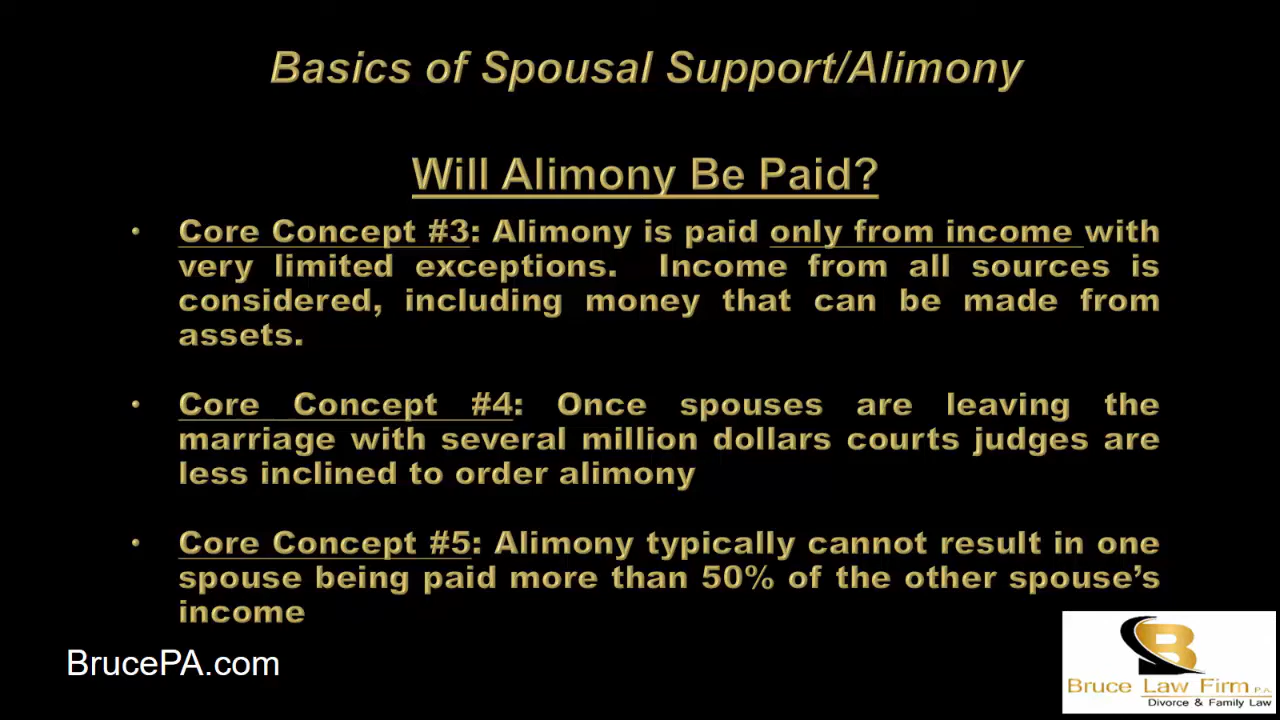 Basics of Spousal Support/Alimony
Will Alimony Be Paid?
• Core Concept #3: Alimony is paid only from income with
very limited exceptions. Income from all sources is
considered, including money that can be made from
assets.
• Core Concept #4: Once spouses are leaving the
marriage with several million dollars courts judges are
less inclined to order alimony
• Core Concept #5: Alimony typically cannot result in one
spouse being paid more than 50% of the other spouse’s
income
BrucePA.com
B
Bruce Law Firm P.A.
Divorce & Family Law